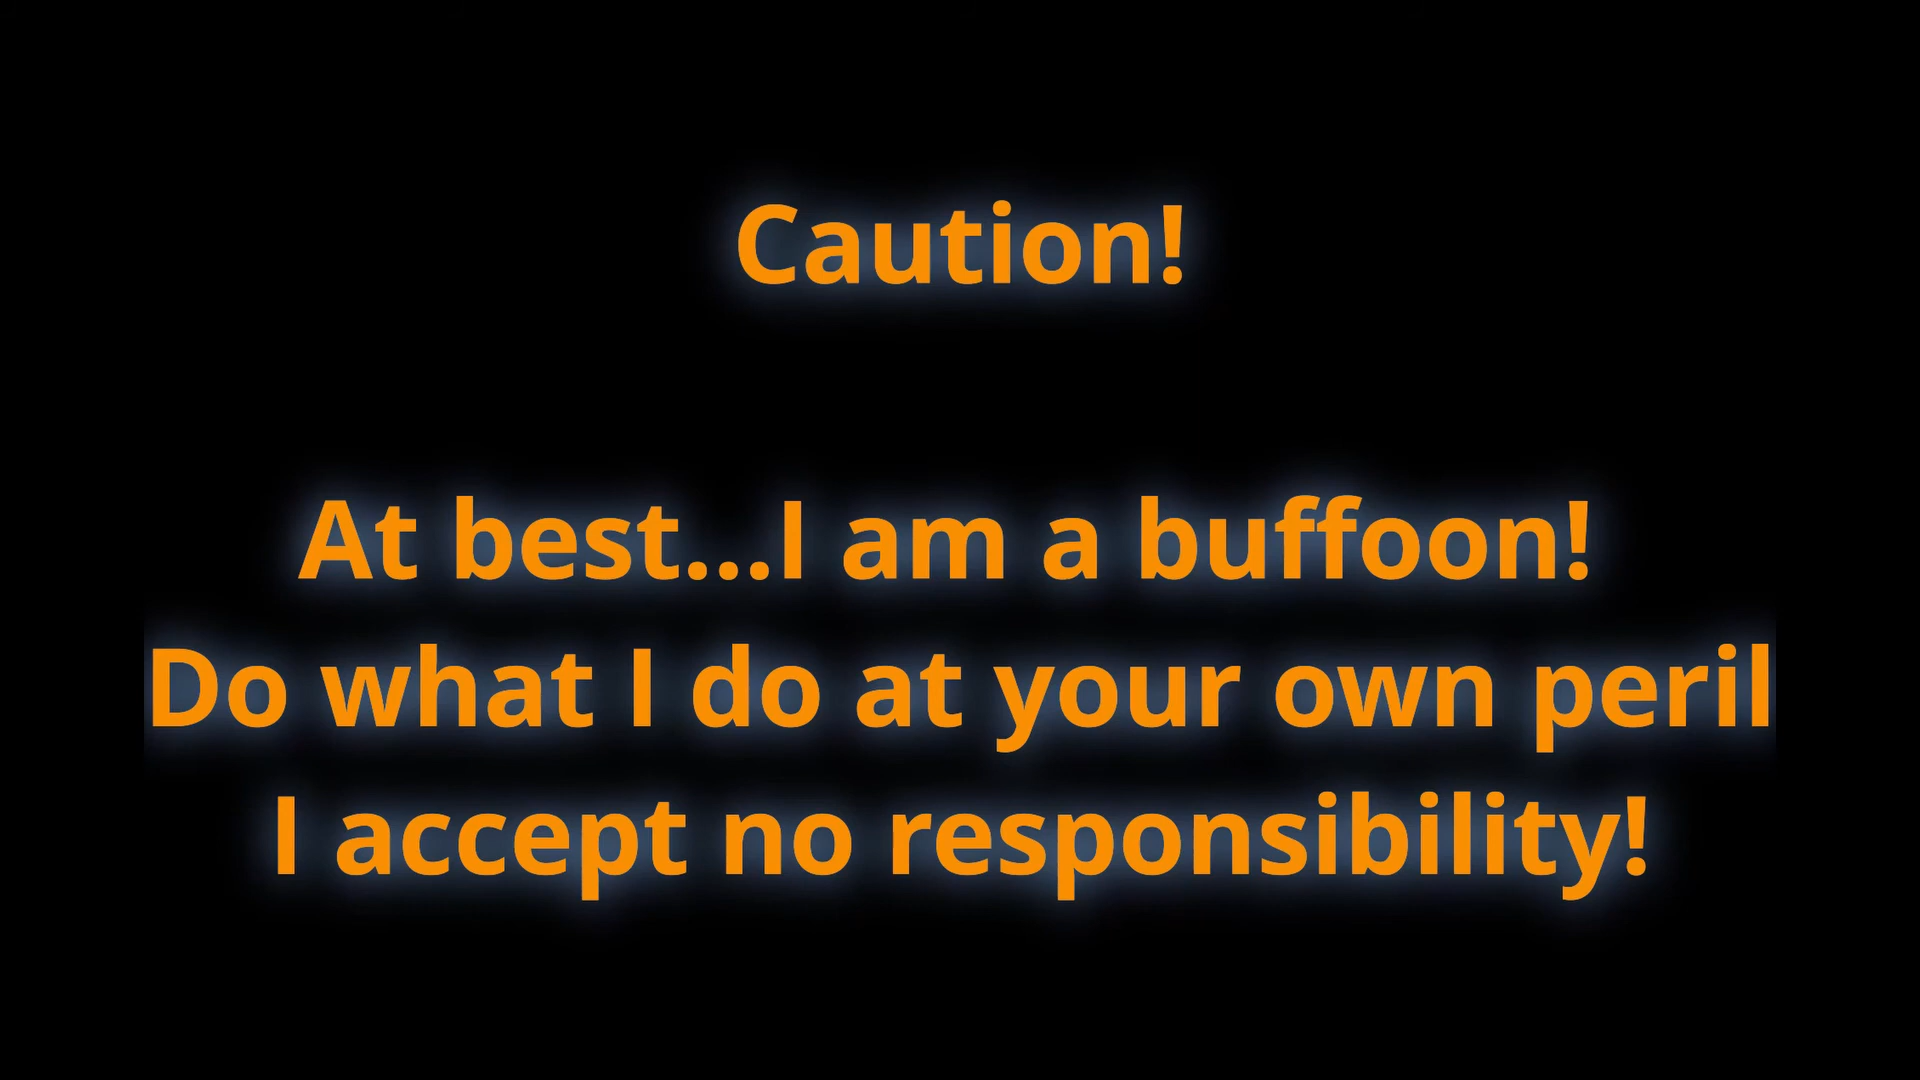 Caution!
At best...I am a buffoon!
Do what I do at your own peril
I accept no responsibility!